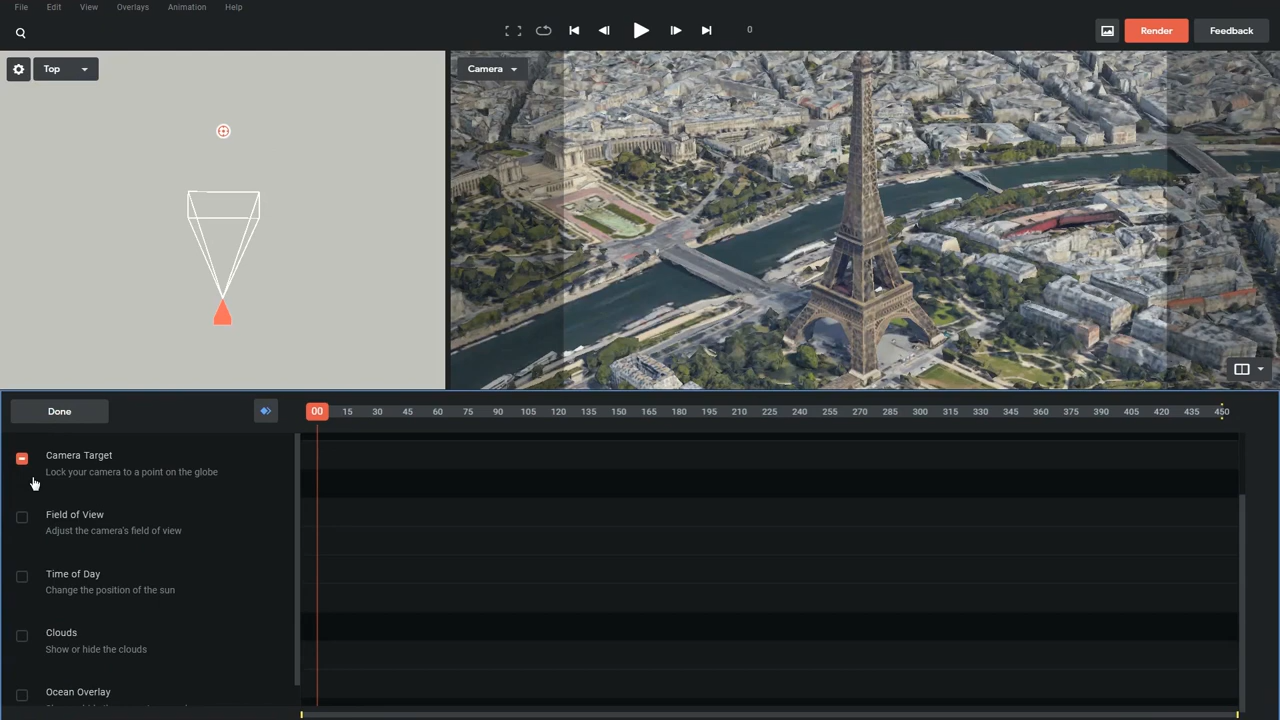 File Edit View Overlays Animation Help
0 Render Feedback
Top
Camera
Done
00 15 30 45 60 75 90 105 120 135 150 165 180 195 210 225 240 255 270 285 300 315 330 345 360 375 390 405 420 435 450
Camera Target
Lock your camera to a point on the globe
Field of View
Adjust the camera's field of view
Time of Day
Change the position of the sun
Clouds
Show or hide the clouds
Ocean Overlay